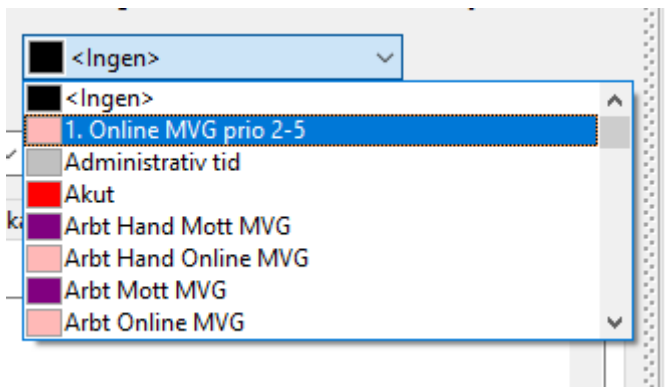 <Ingen>
<Ingen>
1. Online MVG prio 2-5
Administrativ tid
Akut
Arbt Hand Mott MVG
Arbt Hand Online MVG
Arbt Mott MVG
Arbt Online MVG